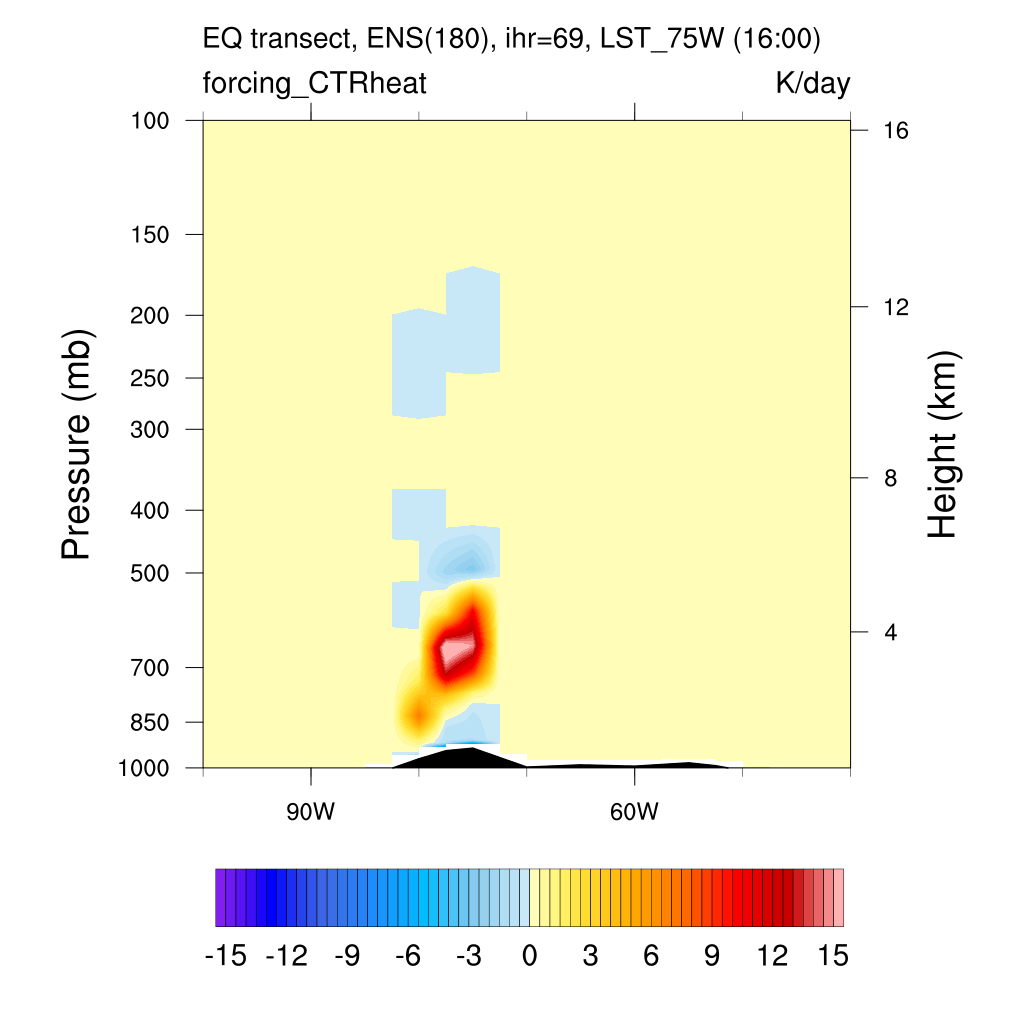 EQ transect, ENS(180), ihr=69, LST_75W (16:00)
forcing_CTRheat K/day
100
150
200
250
300
400
500
700
850
1000
Pressure (mb)
16
12
8
4
Height (km)
90W 60W
-15 -12 -9 -6 -3 0 3 6 9 12 15